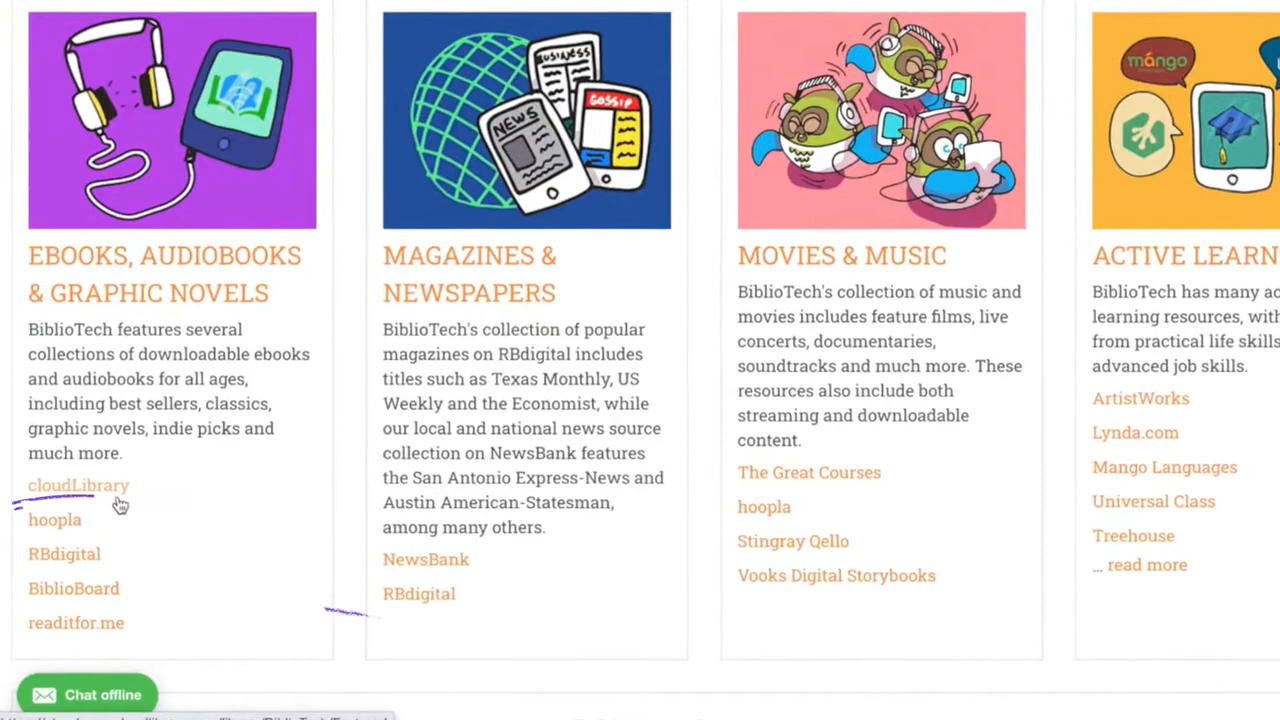 BUSINESS
GOSSIP
NEWS
mángo
EBOOKS, AUDIOBOOKS
& GRAPHIC NOVELS
BiblioTech features several
collections of downloadable ebooks
and audiobooks for all ages,
including best sellers, classics,
graphic novels, indie picks and
much more.
cloudLibrary
hoopla
RBdigital
BiblioBoard
readitfor.me
MAGAZINES &
NEWSPAPERS
BiblioTech's collection of popular
magazines on RBdigital includes
titles such as Texas Monthly, US
Weekly and the Economist, while
our local and national news source
collection on NewsBank features
the San Antonio Express-News and
Austin American-Statesman,
among many others.
NewsBank
RBdigital
MOVIES & MUSIC
BiblioTech's collection of music and
movies includes feature films, live
concerts, documentaries,
soundtracks and much more. These
resources also include both
streaming and downloadable
content.
The Great Courses
hoopla
Stingray Qello
Vooks Digital Storybooks
ACTIVE LEARN
BiblioTech has many ac
learning resources, with
from practical life skills
advanced job skills.
ArtistWorks
Lynda.com
Mango Languages
Universal Class
Treehouse
... read more
Chat offline